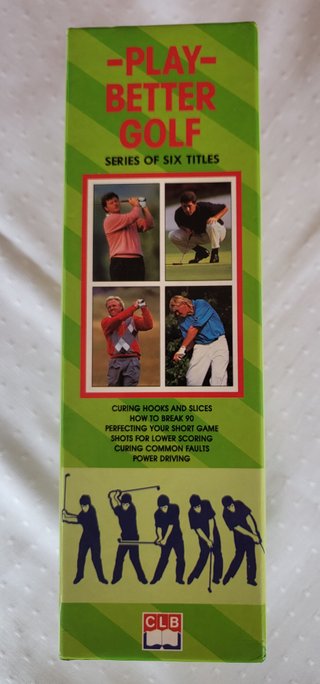 -PLAY-
BETTER
GOLF
SERIES OF SIX TITLES
CURING HOOKS AND SLICES
HOW TO BREAK 90
PERFECTING YOUR SHORT GAME
SHOTS FOR LOWER SCORING
CURING COMMON FAULTS
POWER DRIVING
CLB